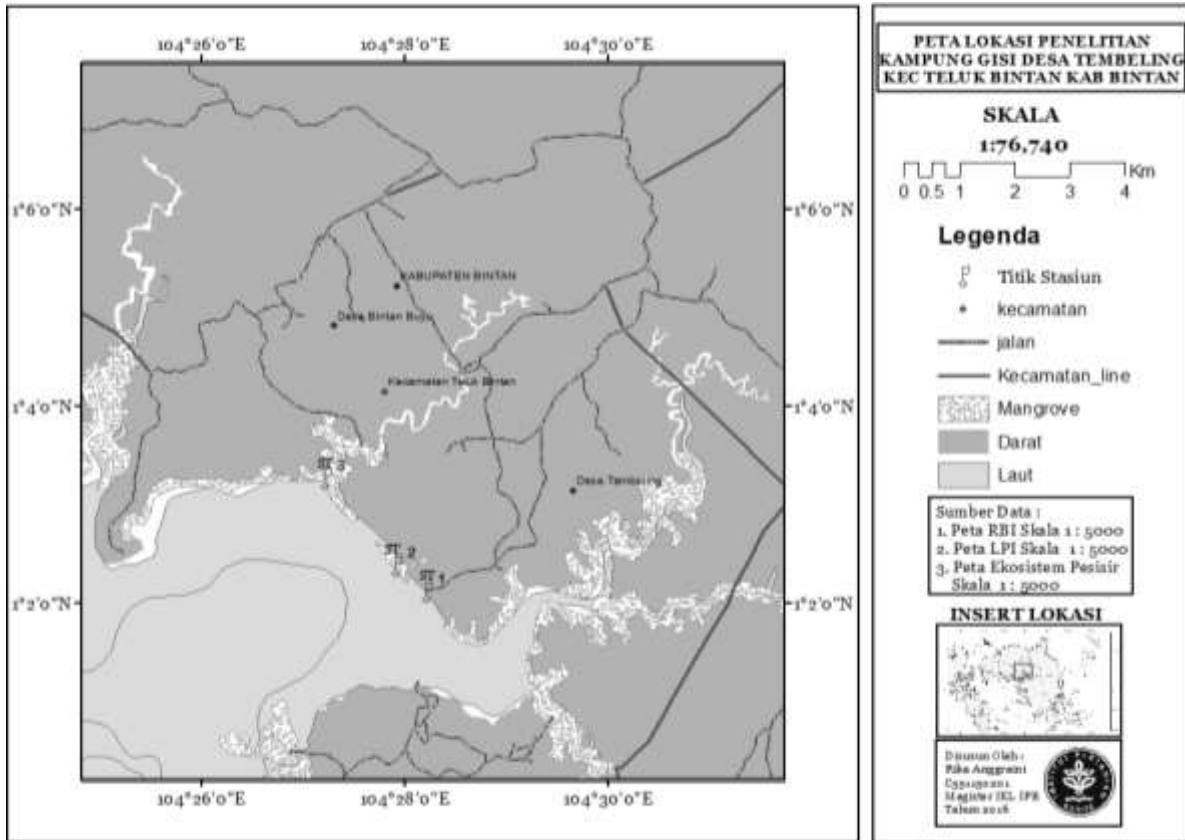 104°26'0"E 104°28'0"E 104°30'0"E
1°6'0"N 1°6'0"N
KABUPATEN BINTAN
Desa Bintan Buyu
Kecamatan Teluk Bintan
1°4'0"N 1°4'0"N
ST 3
Desa Tembeling
ST 2
ST 1
1°2'0"N 1°2'0"N
104°26'0"E 104°28'0"E 104°30'0"E
PETA LOKASI PENELITIAN
KAMPUNG GISI DESA TEMBELING
KEC TELUK BINTAN KAB BINTAN
SKALA
1:76,740
Km
0 0.5 1 2 3 4
Legenda
Titik Stasiun
kecamatan
jalan
Kecamatan_line
Mangrove
Darat
Laut
Sumber Data :
1. Peta RBI Skala 1 : 5000
2. Peta LPI Skala 1 : 5000
3. Peta Ekosistem Pesisir
Skala 1 : 5000
INSERT LOKASI
Disusun Oleh :
Rika Anggraini
Magister IKL IPB
Tahun 2016